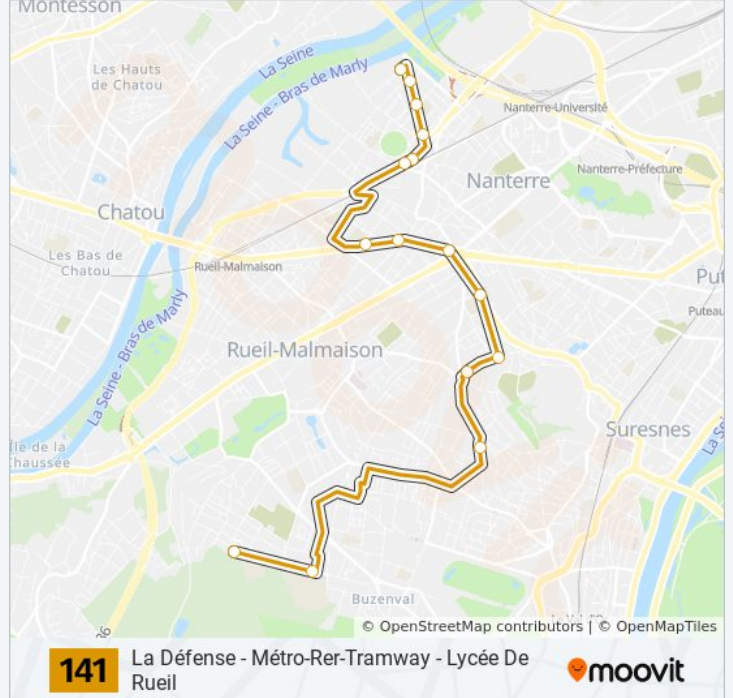 Montesson
La Seine
Les Hauts
de Chatou
La Seine - Bras de Marly
Nanterre-Université
Nanterre-Préfecture
Nanterre
Chatou
Les Bas de
Chatou
Rueil-Malmaison
Put
Puteau
La Seine - Bras de Marly
Rueil-Malmaison
Suresnes
La Se
Île de la
Chaussée
Buzenval
© OpenStreetMap contributors | © OpenMapTiles
141
La Défense - Métro-Rer-Tramway - Lycée De
Rueil
moovit